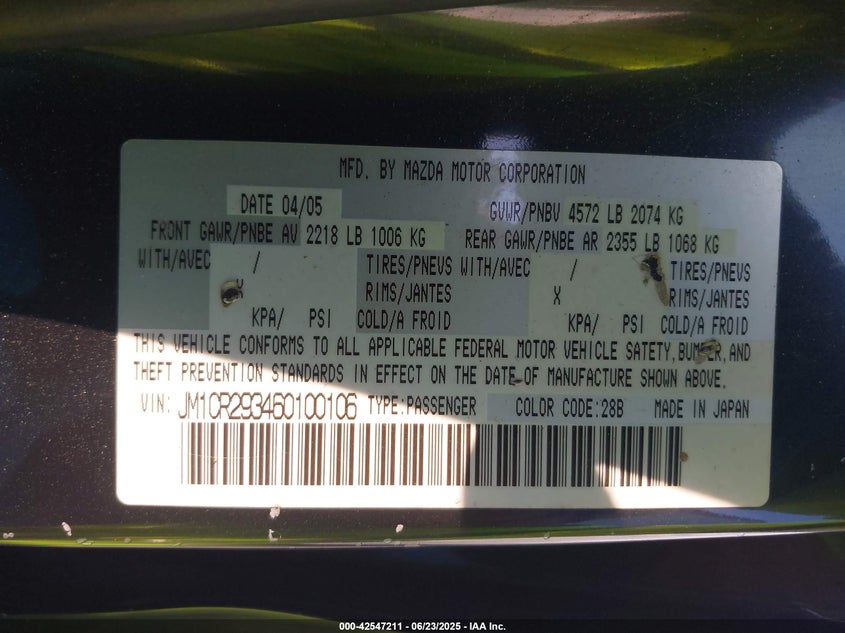 MFD. BY MAZDA MOTOR CORPORATION
DATE 04/05 GVWR/PNBV 4572 LB 2074 KG
FRONT GAWR/PNBE AV 2218 LB 1006 KG REAR GAWR/PNBE AR 2355 LB 1068 KG
WITH/AVEC / TIRES/PNEUS WITH/AVEC / TIRES/PNEUS
X RIMS/JANTES X RIMS/JANTES
KPA/ PSI COLD/A FROID KPA/ PSI COLD/A FROID
THIS VEHICLE CONFORMS TO ALL APPLICABLE FEDERAL MOTOR VEHICLE SAFETY,BUMPER,AND
THEFT PREVENTION STANDARDS IN EFFECT ON THE DATE OF MANUFACTURE SHOWN ABOVE.
VIN: JM1CR293460100106 TYPE:PASSENGER COLOR CODE:28B MADE IN JAPAN
000-42547211 - 06/23/2025 - IAA Inc.